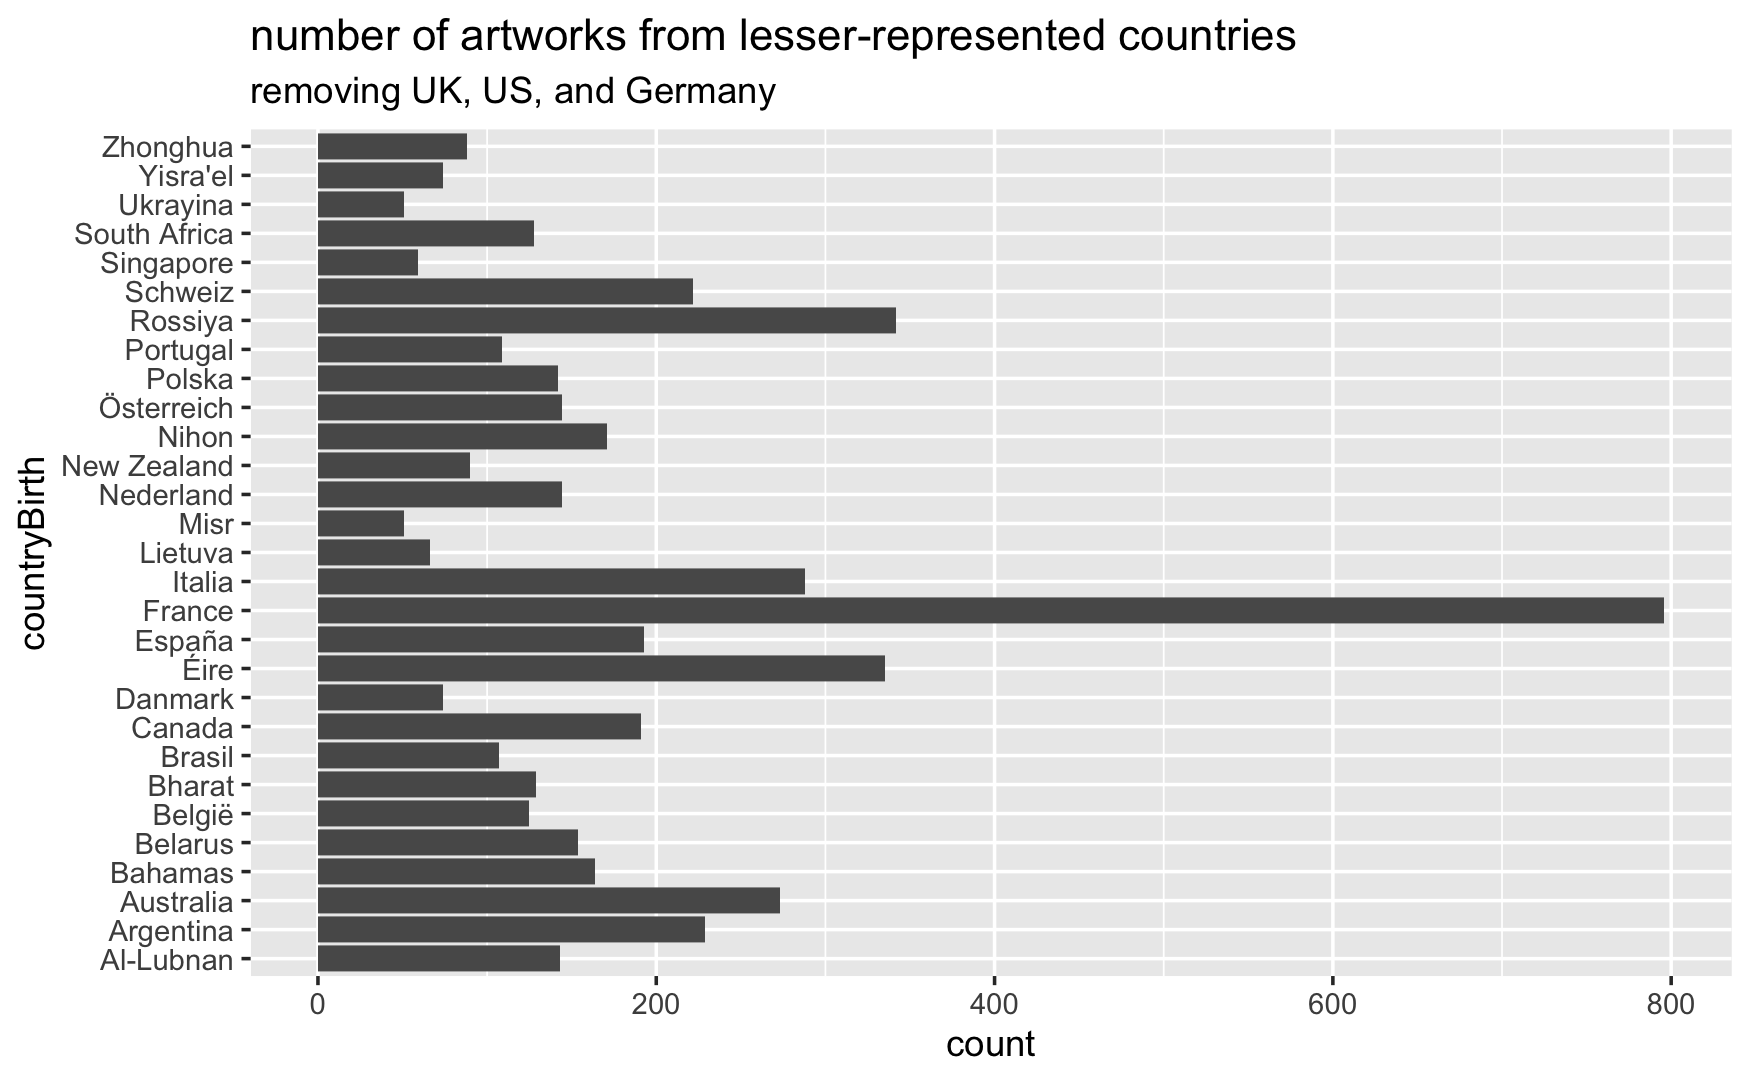 number of artworks from lesser-represented countries
removing UK, US, and Germany
countryBirth
Zhonghua
Yisra'el
Ukrayina
South Africa
Singapore
Schweiz
Rossiya
Portugal
Polska
Österreich
Nihon
New Zealand
Nederland
Misr
Lietuva
Italia
France
España
Éire
Danmark
Canada
Brasil
Bharat
België
Belarus
Bahamas
Australia
Argentina
Al-Lubnan
0 200 400 600 800
count